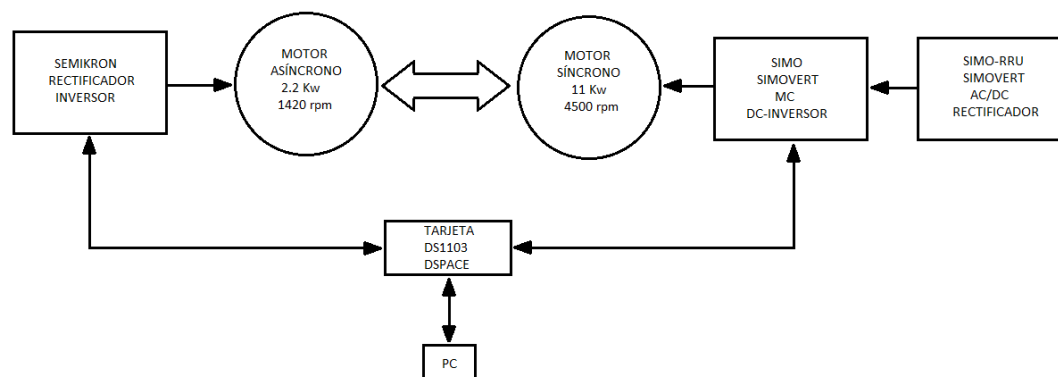 SEMIKRON
RECTIFICADOR
INVERSOR
MOTOR
ASÍNCRONO
2.2 Kw
1420 rpm
MOTOR
SÍNCRONO
11 Kw
4500 rpm
SIMO
SIMOVERT
MC
DC-INVERSOR
SIMO-RRU
SIMOVERT
AC/DC
RECTIFICADOR
TARJETA
DS1103
DSPACE
PC